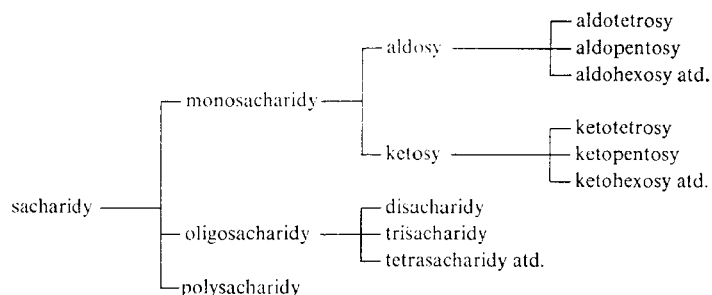 aldotetrosy
aldosy
aldopentosy
aldohexosy atd.
monosacharidy
ketotetrosy
ketosy
ketopentosy
ketohexosy atd.
sacharidy
disacharidy
oligosacharidy
trisacharidy
tetrasacharidy atd.
polysacharidy